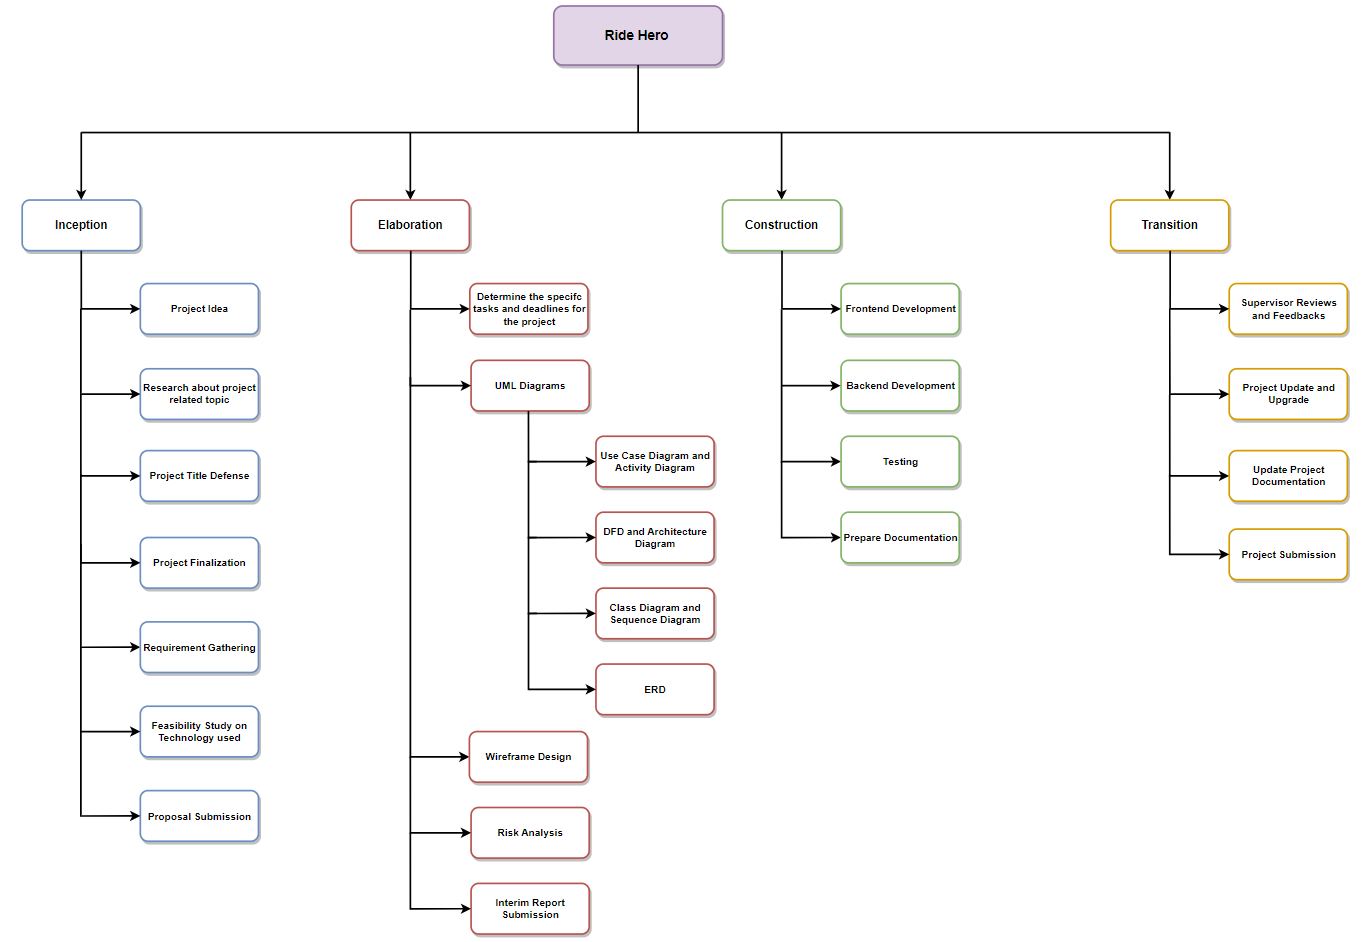 Ride Hero
Inception
Project Idea
Research about project
related topic
Project Title Defense
Project Finalization
Requirement Gathering
Feasibility Study on
Technology used
Proposal Submission
Elaboration
Determine the specifc
tasks and deadlines for
the project
UML Diagrams
Use Case Diagram and
Activity Diagram
DFD and Architecture
Diagram
Class Diagram and
Sequence Diagram
ERD
Wireframe Design
Risk Analysis
Interim Report
Submission
Construction
Frontend Development
Backend Development
Testing
Prepare Documentation
Transition
Supervisor Reviews
and Feedbacks
Project Update and
Upgrade
Update Project
Documentation
Project Submission